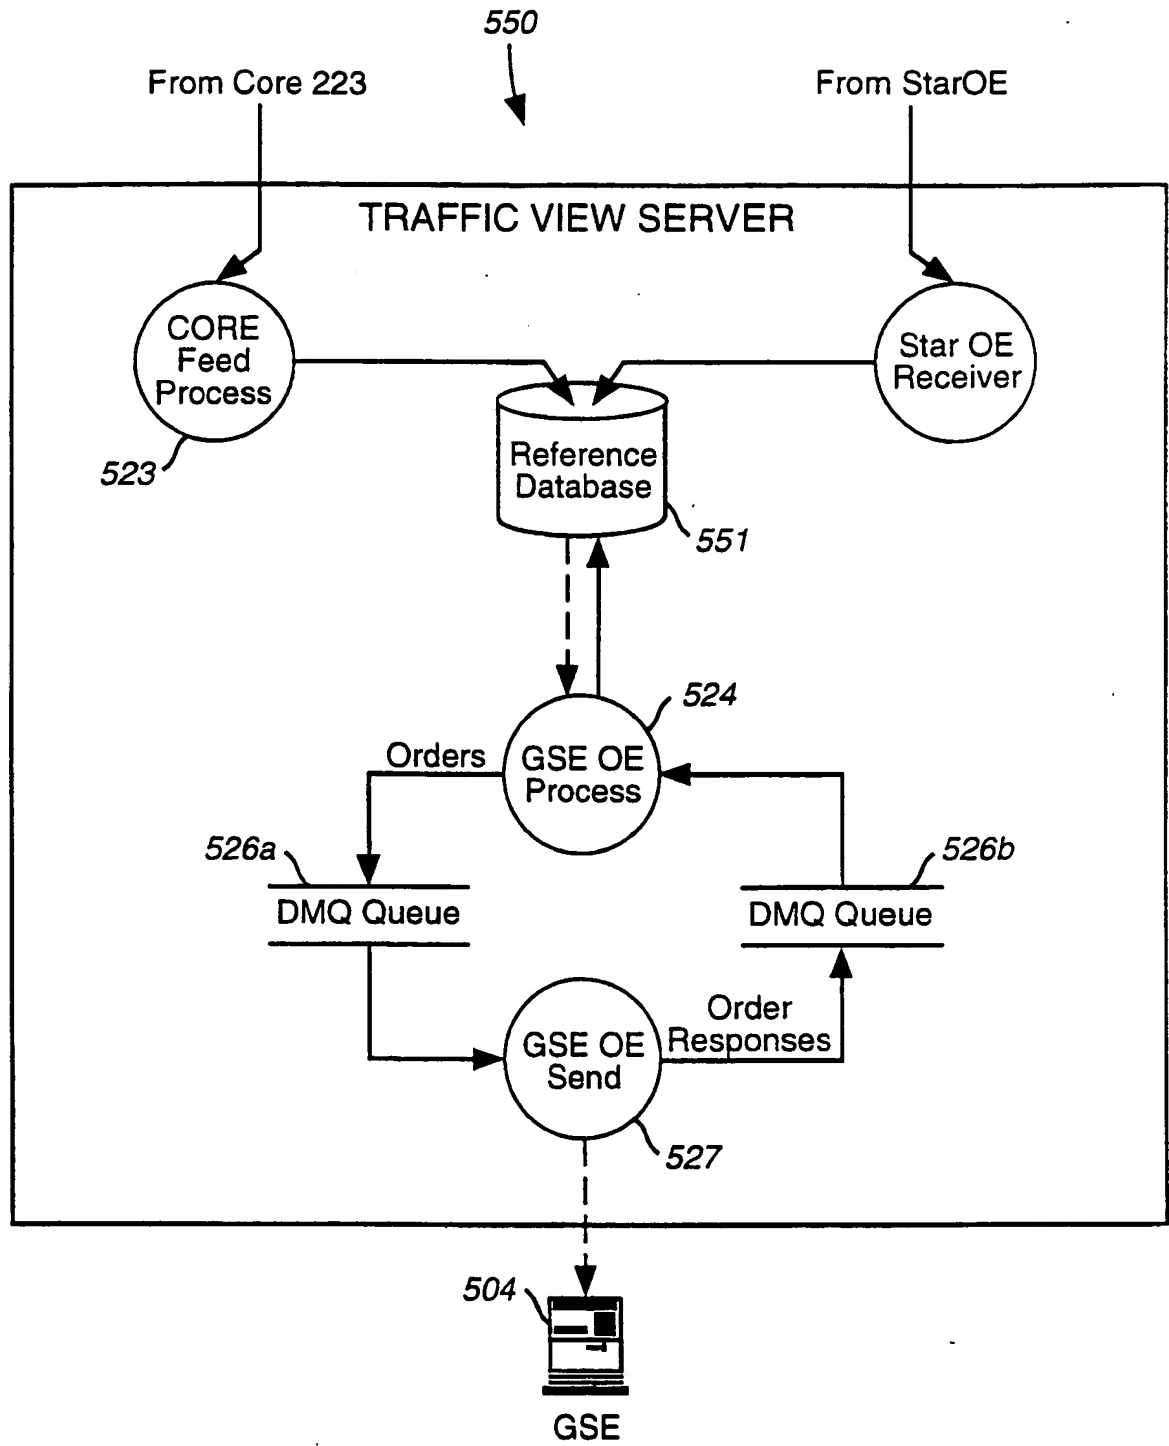 550
From Core 223
From StarOE
TRAFFIC VIEW SERVER
CORE
Feed
Process
523
Star OE
Receiver
Reference
Database
551
524
GSE OE
Process
Orders
526a
DMQ Queue
526b
DMQ Queue
GSE OE
Send
Order
Responses
527
504
GSE